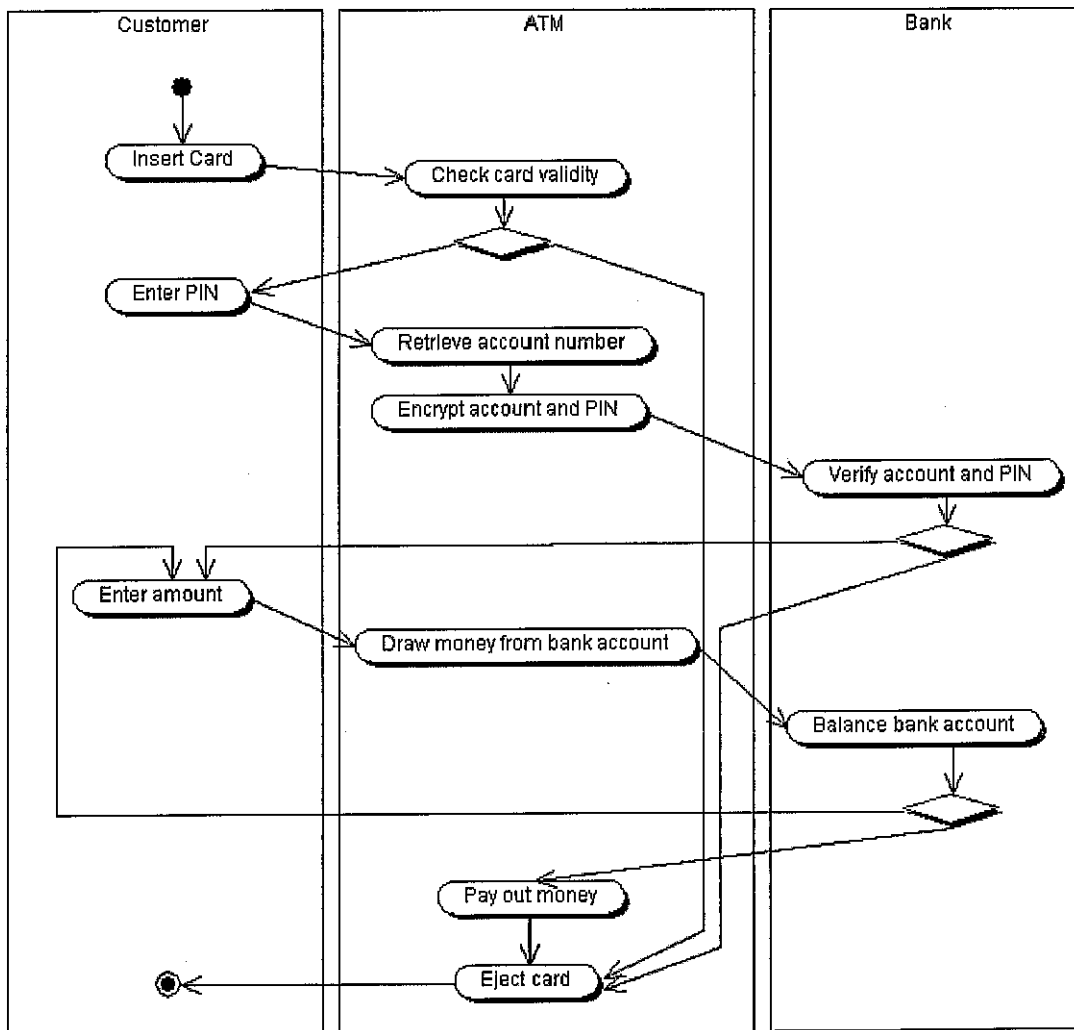 Customer
ATM
Bank
Insert Card
Check card validity
Enter PIN
Retrieve account number
Encrypt account and PIN
Verify account and PIN
Enter amount
Draw money from bank account
Balance bank account
Pay out money
Eject card